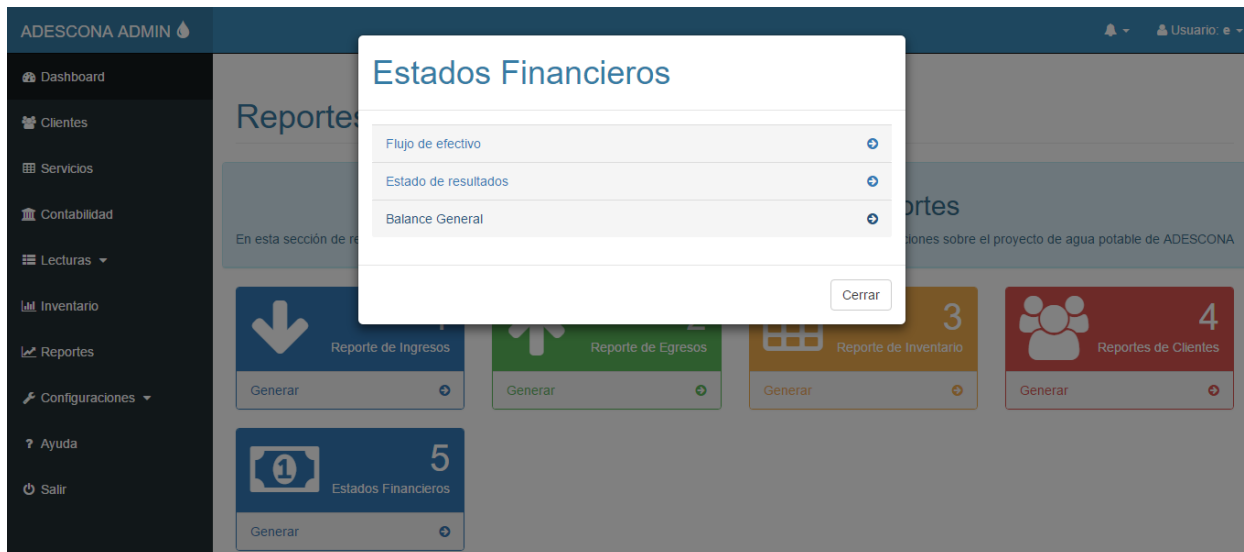 ADESCONA ADMIN
Usuario: e
Dashboard
Clientes
Servicios
Contabilidad
Lecturas
Inventario
Reportes
Configuraciones
? Ayuda
Salir
Reportes
En esta sección de
ciones sobre el proyecto de agua potable de ADESCONA
Estados Financieros
Flujo de efectivo
Estado de resultados
Balance General
Cerrar
Reporte de Ingresos
Generar
2
Reporte de Egresos
Generar
3
Reporte de Inventario
Generar
4
Reportes de Clientes
Generar
5
Estados Financieros
Generar